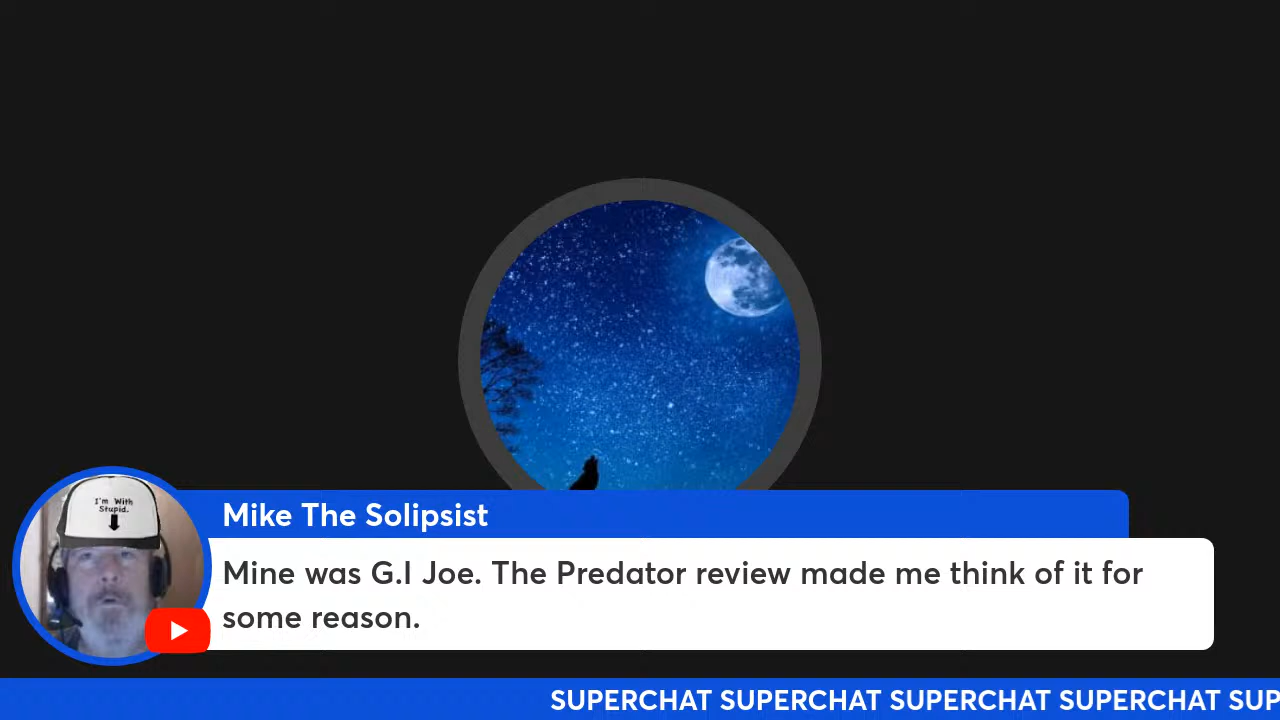 I'm With
Stupid.
Mike The Solipsist
Mine was G.I Joe. The Predator review made me think of it for
some reason.
SUPERCHAT SUPERCHAT SUPERCHAT SUPERCHAT SUP